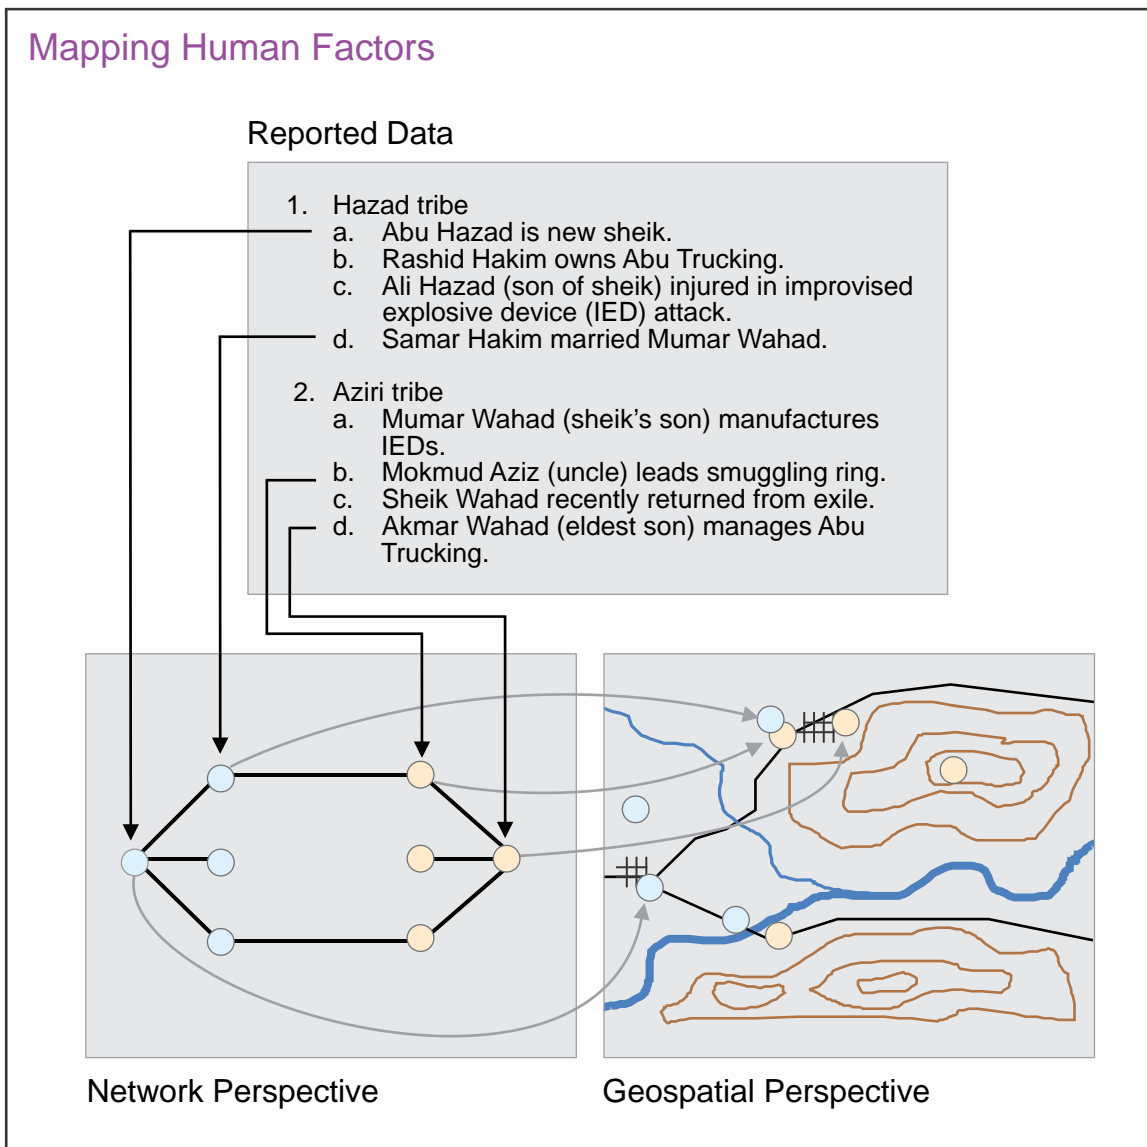 Mapping Human Factors
Reported Data
1. Hazad tribe
a. Abu Hazad is new sheik.
b. Rashid Hakim owns Abu Trucking.
c. Ali Hazad (son of sheik) injured in improvised
explosive device (IED) attack.
d. Samar Hakim married Mumar Wahad.
2. Aziri tribe
a. Mumar Wahad (sheik’s son) manufactures
IEDs.
b. Mokmud Aziz (uncle) leads smuggling ring.
c. Sheik Wahad recently returned from exile.
d. Akmar Wahad (eldest son) manages Abu
Trucking.
Network Perspective
Geospatial Perspective